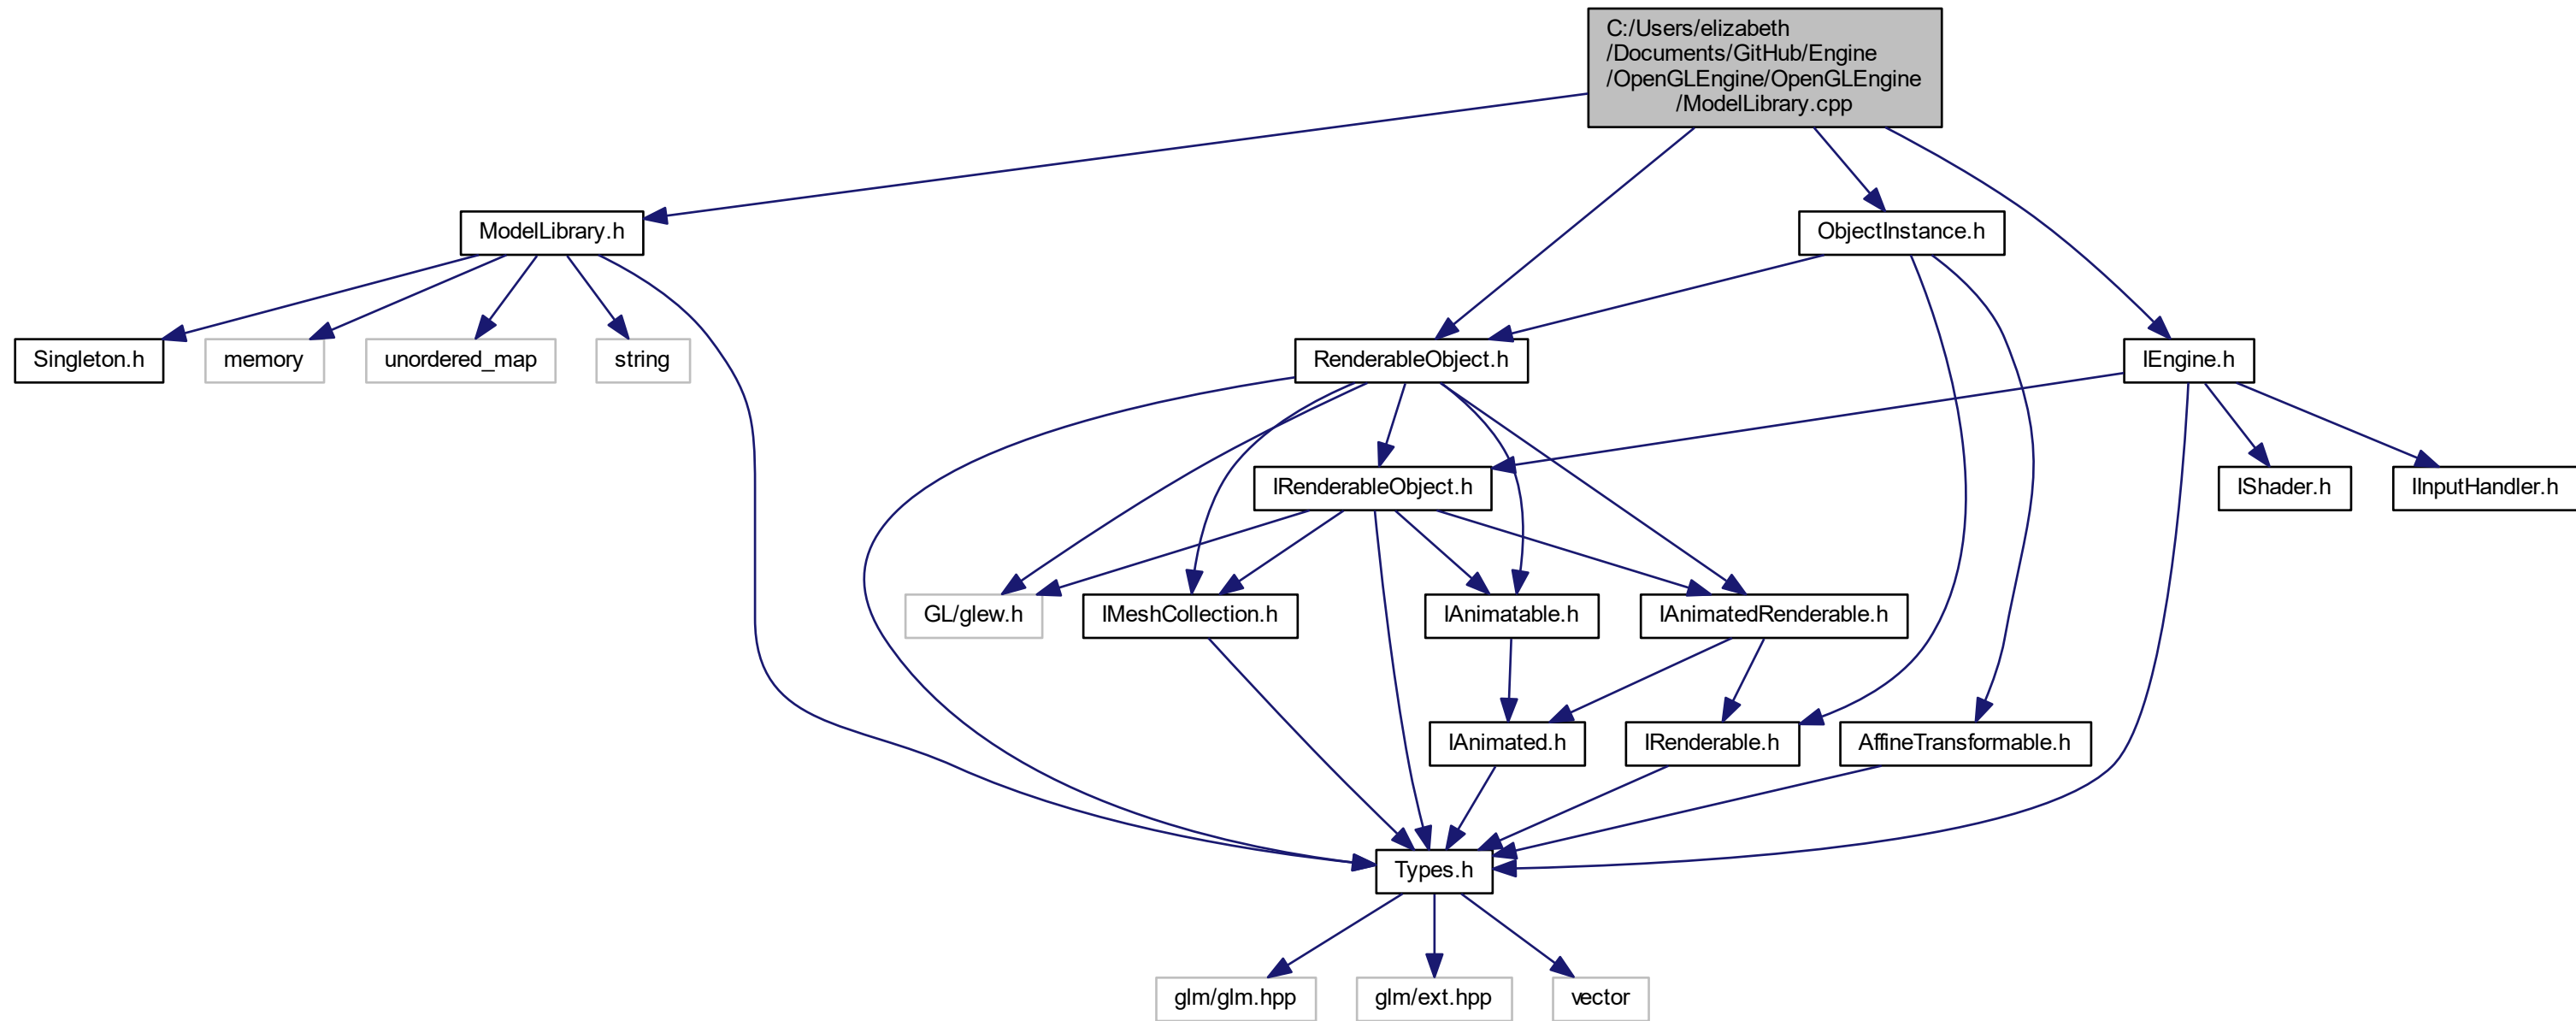 C:/Users/elizabeth
/Documents/GitHub/Engine
/OpenGLEngine/OpenGLEngine
/ModelLibrary.cpp
ModelLibrary.h
ObjectInstance.h
Singleton.h
memory
unordered_map
string
RenderableObject.h
IEngine.h
IRenderableObject.h
IShader.h
IInputHandler.h
GL/glew.h
IMeshCollection.h
IAnimatable.h
IAnimatedRenderable.h
IAnimated.h
IRenderable.h
AffineTransformable.h
Types.h
glm/glm.hpp
glm/ext.hpp
vector